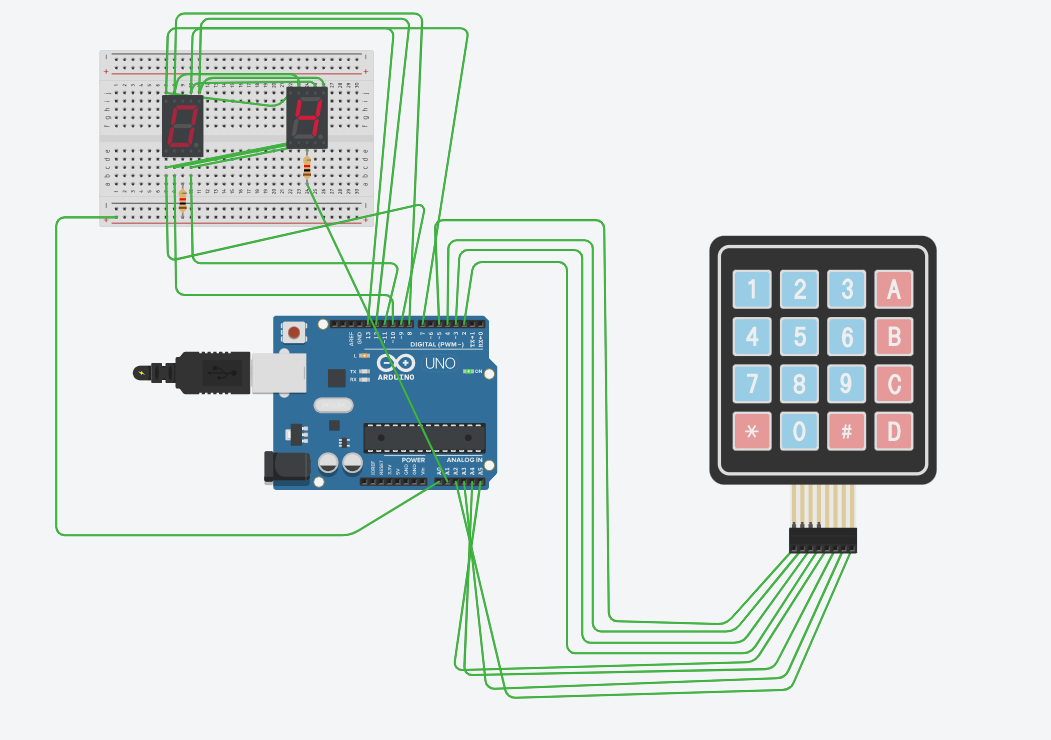 0
4
AREF
GND
13
12
~11
~10
~9
8
7
~6
~5
4
~3
2
TX→1
RX←0
DIGITAL (PWM~)
L
TX
RX
ARDUINO
UNO
ON
POWER
ANALOG IN
IOREF
RESET
3.3V
5V
GND
GND
Vin
A0
A1
A2
A3
A4
A5
1 2 3 A
4 5 6 B
7 8 9 C
* 0 # D